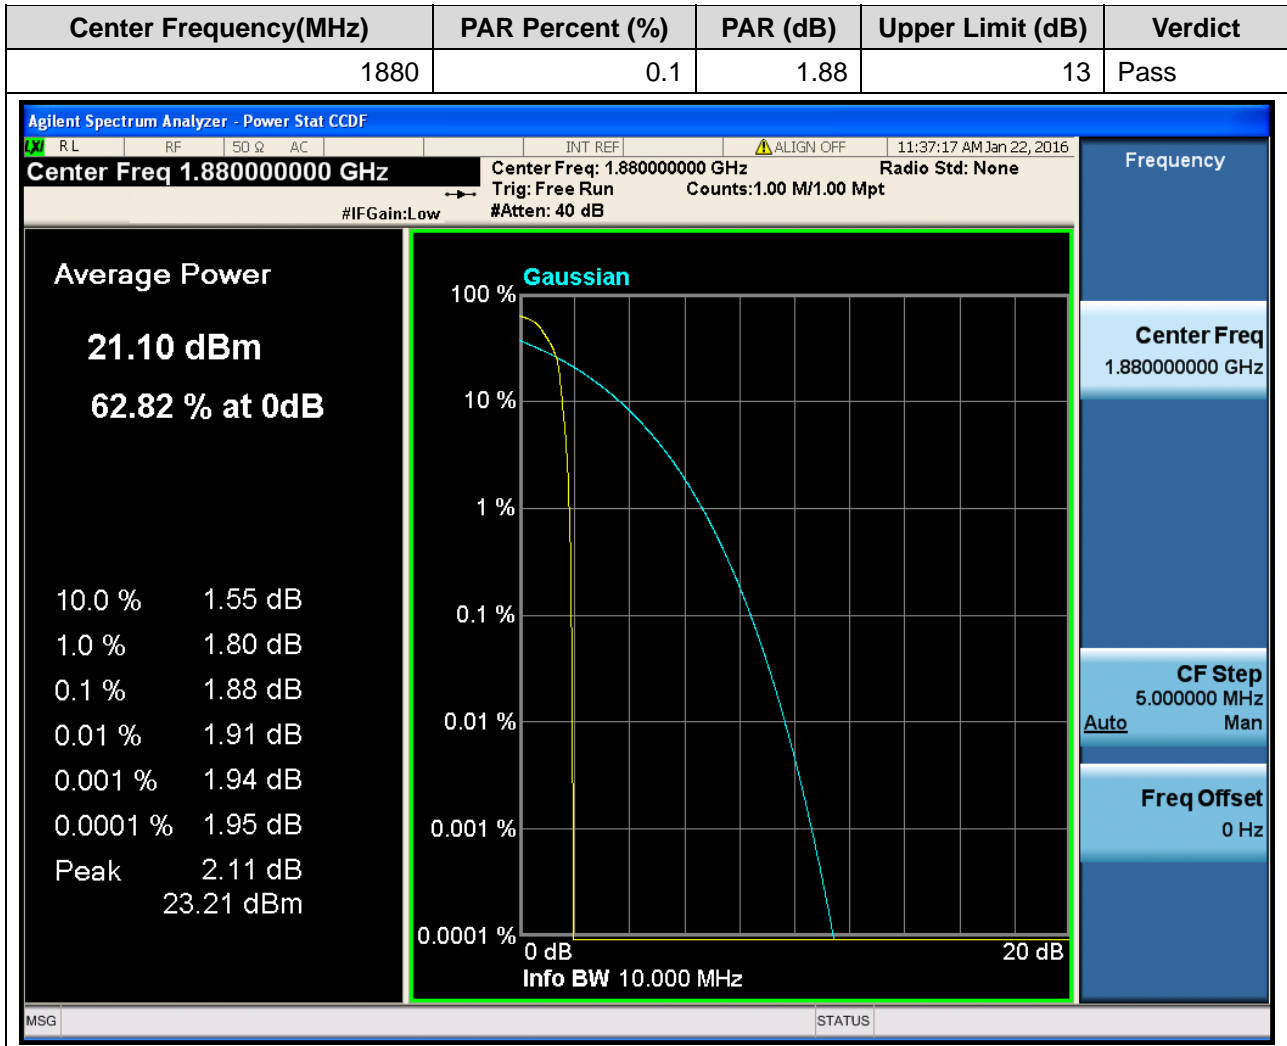 Center Frequency(MHz) PAR Percent (%) PAR (dB) Upper Limit (dB) Verdict
1880 0.1 1.88 13 Pass
Agilent Spectrum Analyzer - Power Stat CCDF
LXI RL RF 50 Ω AC INT REF ALIGN OFF 11:37:17 AM Jan 22, 2016
Center Freq 1.880000000 GHz
Center Freq: 1.880000000 GHz Radio Std: None
Trig: Free Run Counts:1.00 M/1.00 Mpt
#IFGain:Low #Atten: 40 dB
Average Power
21.10 dBm
62.82 % at 0dB
10.0 % 1.55 dB
1.0 % 1.80 dB
0.1 % 1.88 dB
0.01 % 1.91 dB
0.001 % 1.94 dB
0.0001 % 1.95 dB
Peak 2.11 dB
23.21 dBm
Gaussian
100 %
10 %
1 %
0.1 %
0.01 %
0.001 %
0.0001 %
0 dB 20 dB
Info BW 10.000 MHz
Frequency
Center Freq
1.880000000 GHz
CF Step
5.000000 MHz
Auto Man
Freq Offset
0 Hz
MSG STATUS